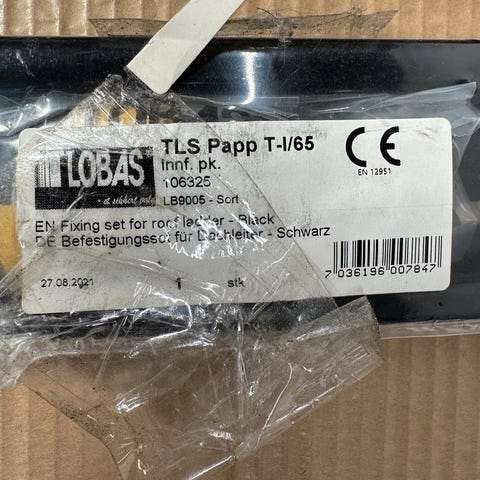 LOBAS
TLS Papp T-I/65
Innf. pk.
106325
LB9005 - Sort
CE
EN 12951
EN Fixing set for roof ladder - Black
DE Befestigungsset für Dachleiter - Schwarz
27.08.2021 1 stk
7 036196 007847